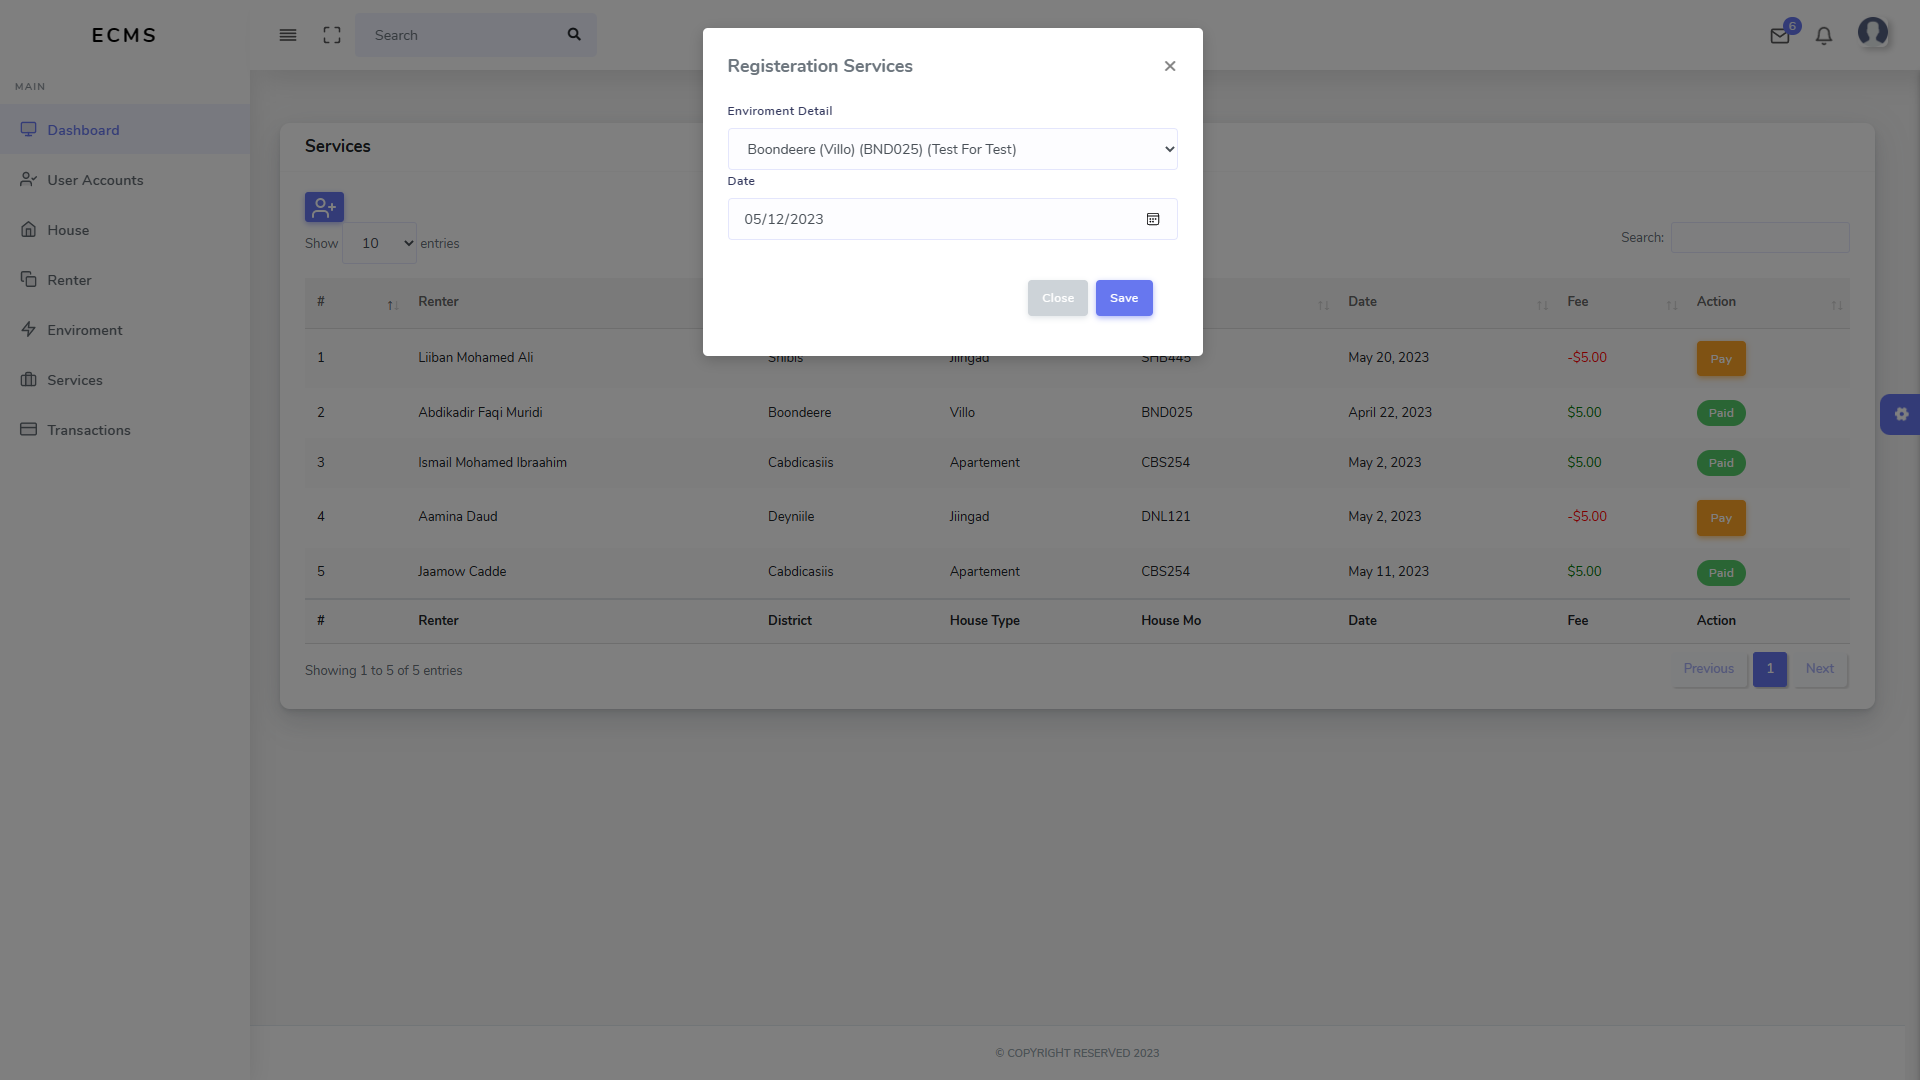 ECMS
Search
6
MAIN
Dashboard
User Accounts
House
Renter
Enviroment
Services
Transactions
Registeration Services
Enviroment Detail
Boondeere (Villo) (BND025) (Test For Test)
Date
05/12/2023
Close Save
Services
Show 10 entries
Search:
# Renter Date Fee Action
1 Liiban Mohamed Ali Shibis Jiingad SHB445 May 20, 2023 -$5.00 Pay
2 Abdikadir Faqi Muridi Boondeere Villo BND025 April 22, 2023 $5.00 Paid
3 Ismail Mohamed Ibraahim Cabdicasiis Apartement CBS254 May 2, 2023 $5.00 Paid
4 Aamina Daud Deyniile Jiingad DNL121 May 2, 2023 -$5.00 Pay
5 Jaamow Cadde Cabdicasiis Apartement CBS254 May 11, 2023 $5.00 Paid
# Renter District House Type House Mo Date Fee Action
Showing 1 to 5 of 5 entries
Previous 1 Next
© COPYRIGHT RESERVED 2023